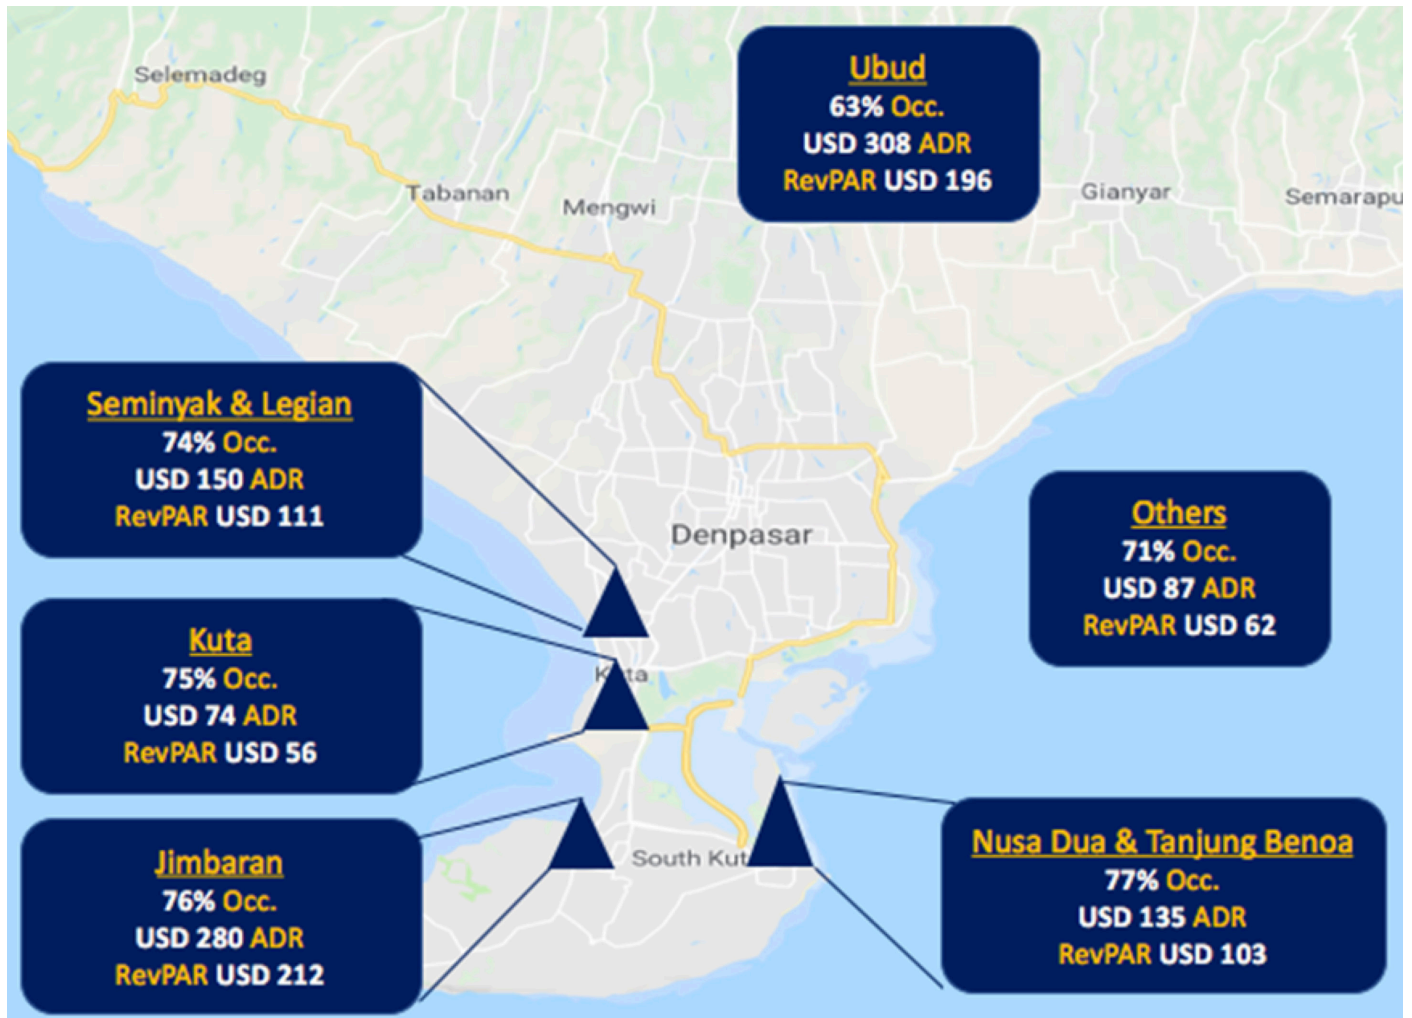 Selemadeg
Tabanan
Mengwi
Ubud
63% Occ.
USD 308 ADR
RevPAR USD 196
Gianyar
Semarapu
Seminyak & Legian
74% Occ.
USD 150 ADR
RevPAR USD 111
Denpasar
Others
71% Occ.
USD 87 ADR
RevPAR USD 62
Kuta
75% Occ.
USD 74 ADR
RevPAR USD 56
K ta
Jimbaran
76% Occ.
USD 280 ADR
RevPAR USD 212
South Kut
Nusa Dua & Tanjung Benoa
77% Occ.
USD 135 ADR
RevPAR USD 103